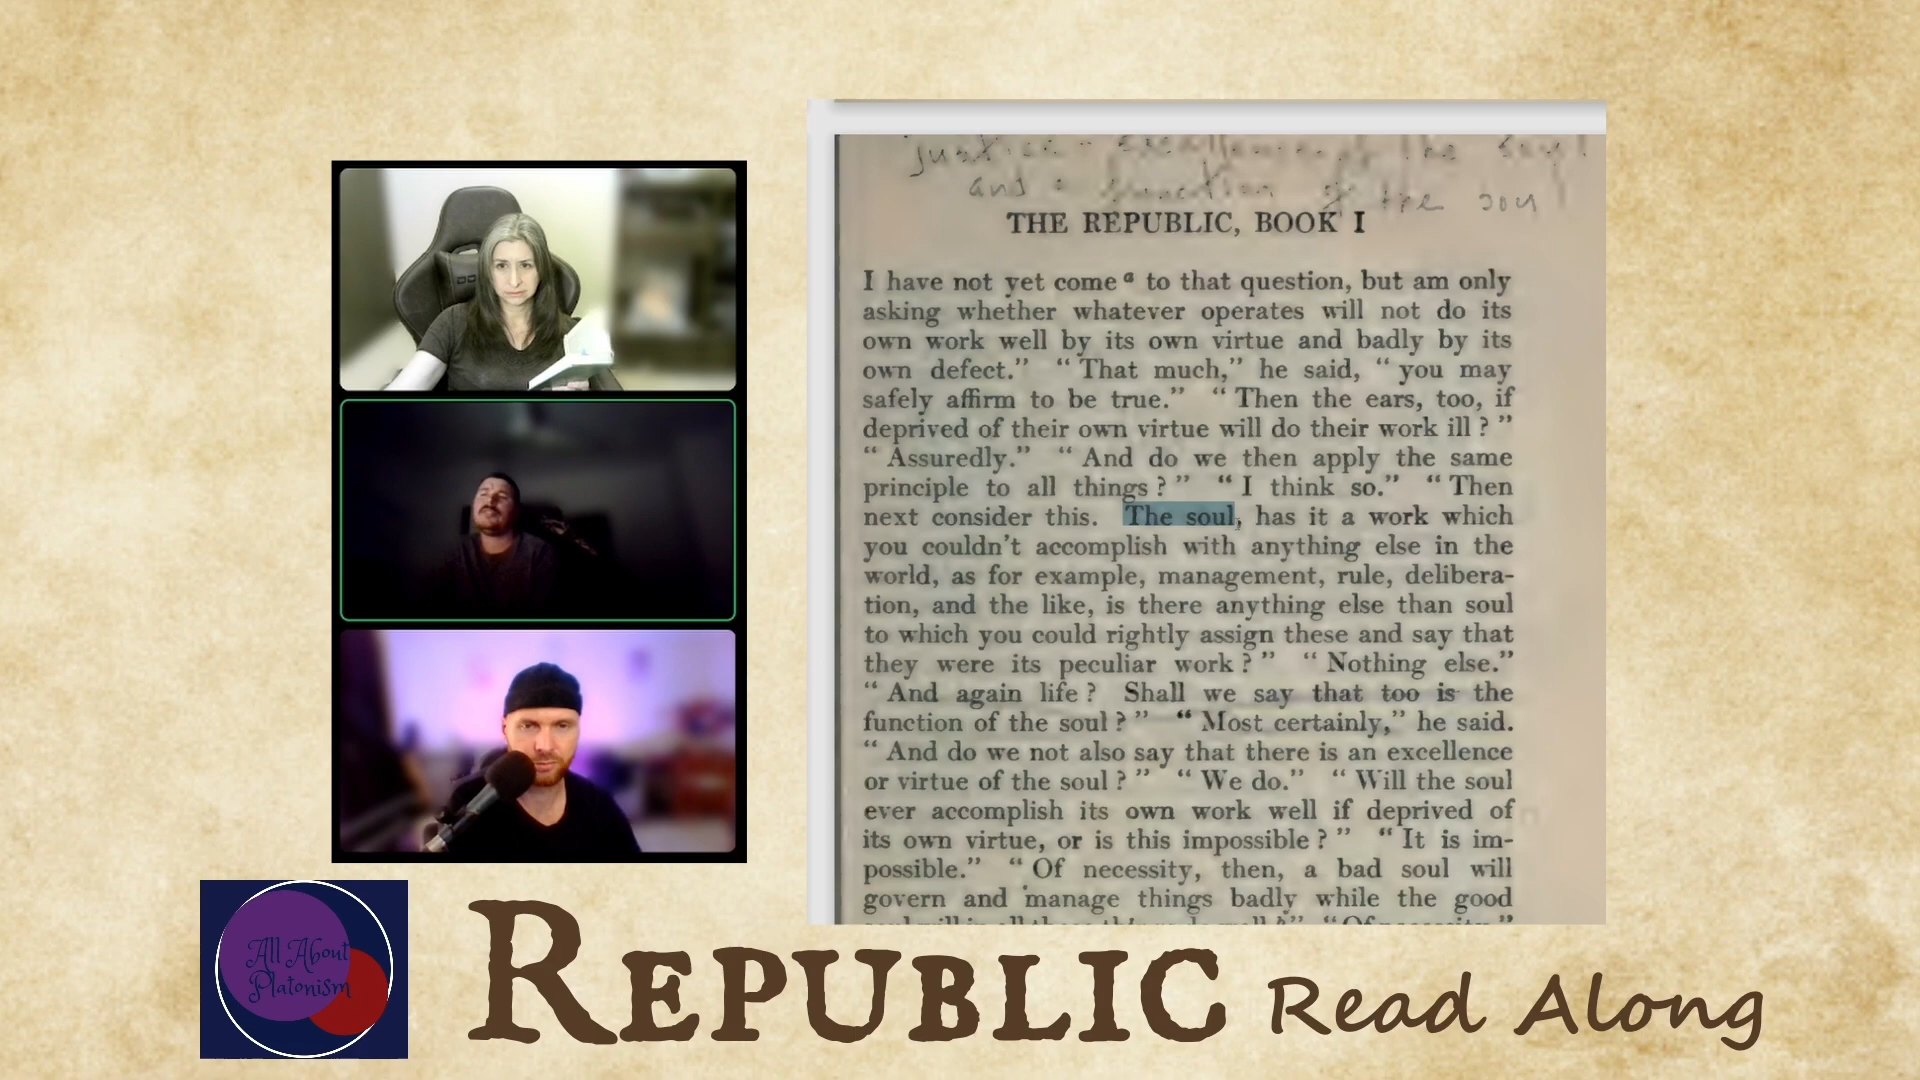 justice - excellence of the soul
and a function of the soul
THE REPUBLIC, BOOK I
I have not yet come a to that question, but am only
asking whether whatever operates will not do its
own work well by its own virtue and badly by its
own defect.” “ That much,” he said, “ you may
safely affirm to be true.” “ Then the ears, too, if
deprived of their own virtue will do their work ill ? ”
“ Assuredly.” “ And do we then apply the same
principle to all things ? ” “ I think so.” “ Then
next consider this. The soul, has it a work which
you couldn’t accomplish with anything else in the
world, as for example, management, rule, delibera-
tion, and the like, is there anything else than soul
to which you could rightly assign these and say that
they were its peculiar work ? ” “ Nothing else.”
“ And again life ? Shall we say that too is the
function of the soul ? ” “ Most certainly,” he said.
“ And do we not also say that there is an excellence
or virtue of the soul ? ” “ We do.” “ Will the soul
ever accomplish its own work well if deprived of
its own virtue, or is this impossible ? ” “ It is im-
possible.” “ Of necessity, then, a bad soul will
govern and manage things badly while the good
All About
Platonism
REPUBLIC Read Along